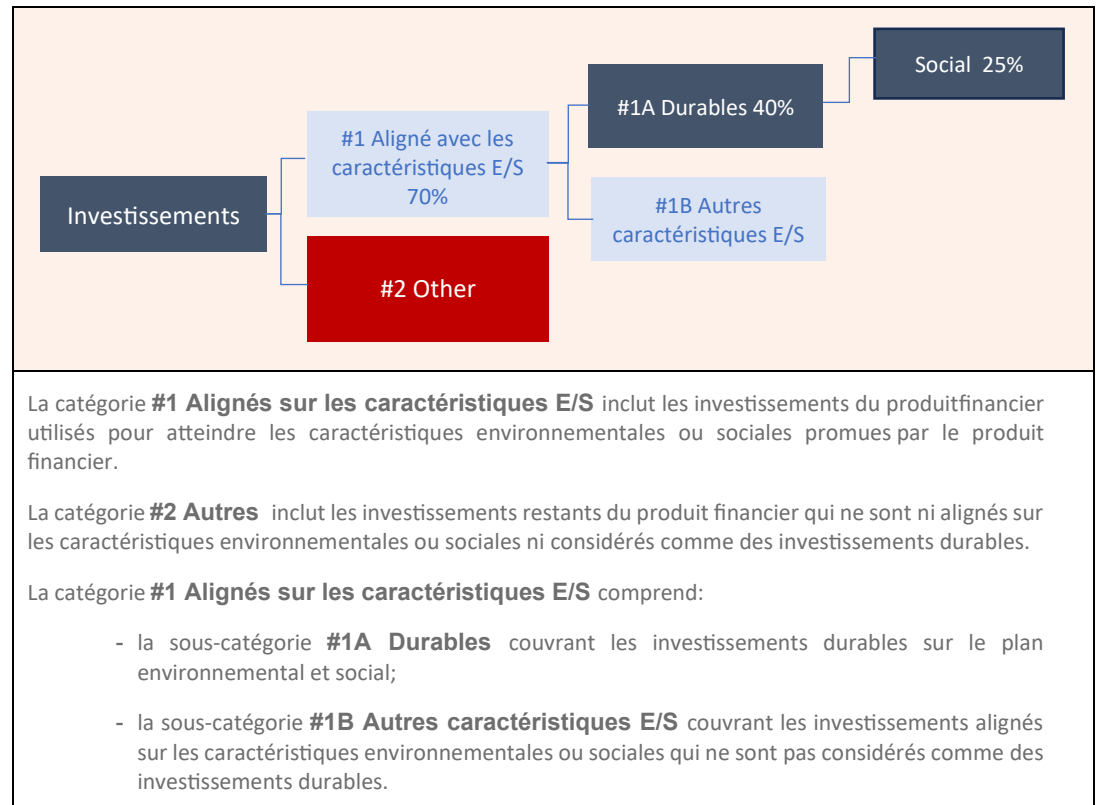 Social 25%
#1A Durables 40%
#1 Aligné avec les
caractéristiques E/S
70%
#1B Autres
caractéristiques E/S
Investissements
#2 Other
La catégorie #1 Alignés sur les caractéristiques E/S inclut les investissements du produitfinancier
utilisés pour atteindre les caractéristiques environnementales ou sociales promues par le produit
financier.
La catégorie #2 Autres inclut les investissements restants du produit financier qui ne sont ni alignés sur
les caractéristiques environnementales ou sociales ni considérés comme des investissements durables.
La catégorie #1 Alignés sur les caractéristiques E/S comprend:
- la sous-catégorie #1A Durables couvrant les investissements durables sur le plan
environnemental et social;
- la sous-catégorie #1B Autres caractéristiques E/S couvrant les investissements alignés
sur les caractéristiques environnementales ou sociales qui ne sont pas considérés comme des
investissements durables.